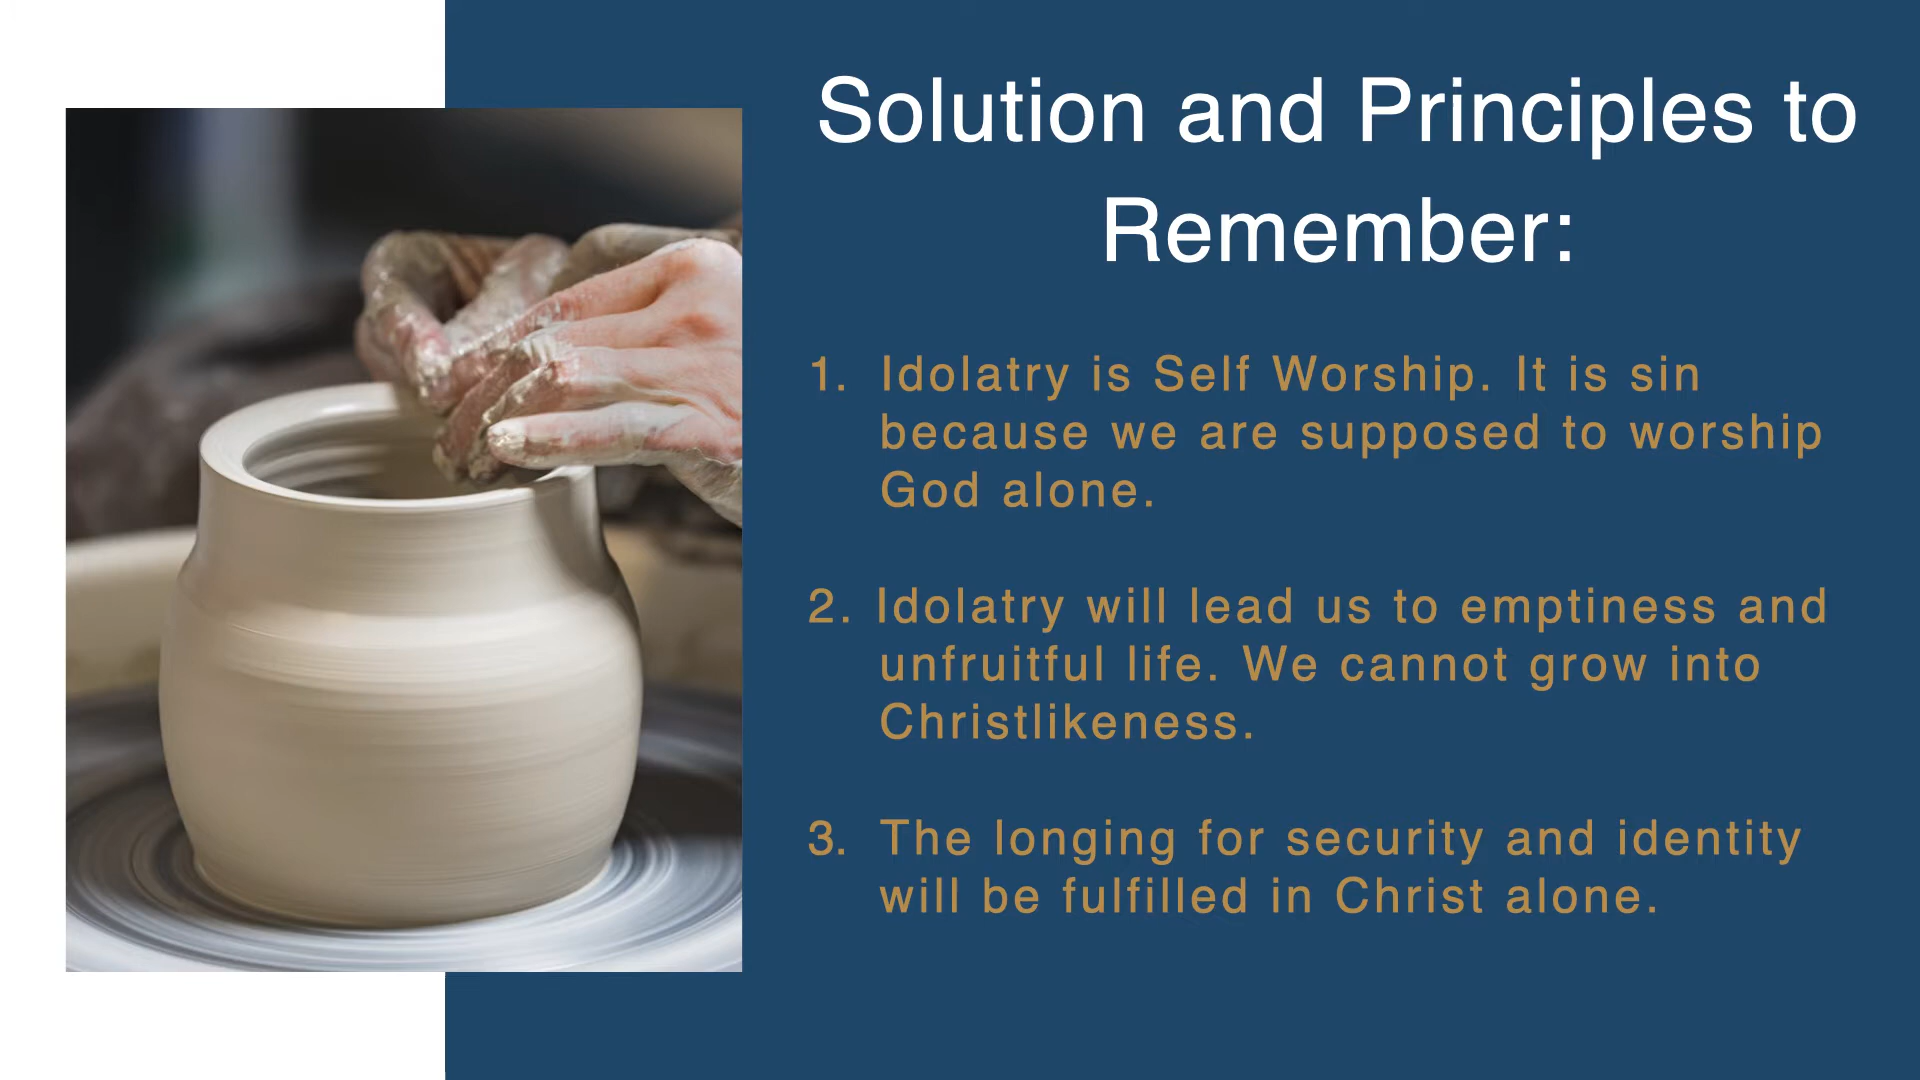 Solution and Principles to
Remember:
1. Idolatry is Self Worship. It is sin
because we are supposed to worship
God alone.
2. Idolatry will lead us to emptiness and
unfruitful life. We cannot grow into
Christlikeness.
3. The longing for security and identity
will be fulfilled in Christ alone.